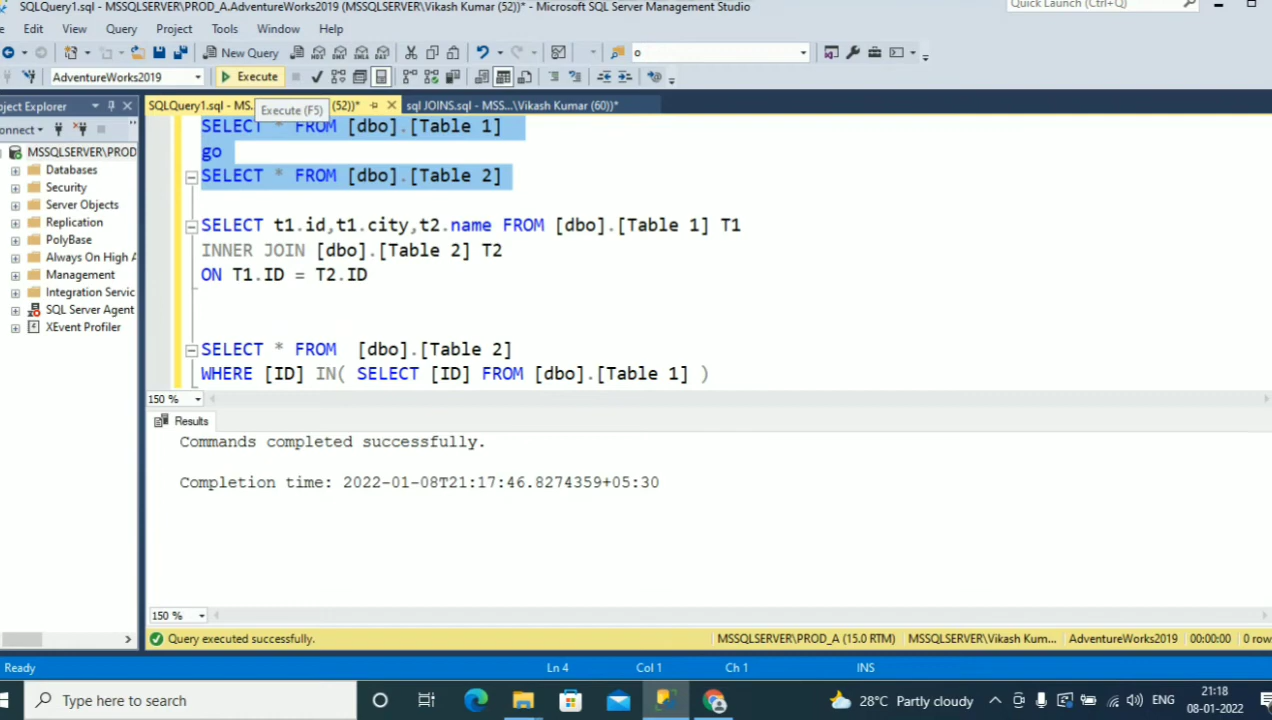 SQLQuery1.sql - MSSQLSERVER\PROD_A.AdventureWorks2019 (MSSQLSERVER\Vikash Kumar (52))* - Microsoft SQL Server Management Studio
Quick Launch (Ctrl+Q)
Edit View Query Project Tools Window Help
New Query
o
AdventureWorks2019
Execute
ject Explorer
SQLQuery1.sql - MS. (52))*
sql JOINS.sql - MSS...\Vikash Kumar (60))*
Execute (F5)
onnect
MSSQLSERVER\PROD
Databases
Security
Server Objects
Replication
PolyBase
Always On High A
Management
Integration Servic
SQL Server Agent
XEvent Profiler
SELECT * FROM [dbo].[Table 1]
go
SELECT * FROM [dbo].[Table 2]
SELECT t1.id,t1.city,t2.name FROM [dbo].[Table 1] T1
INNER JOIN [dbo].[Table 2] T2
ON T1.ID = T2.ID
SELECT * FROM [dbo].[Table 2]
WHERE [ID] IN( SELECT [ID] FROM [dbo].[Table 1] )
150 %
Results
Commands completed successfully.
Completion time: 2022-01-08T21:17:46.8274359+05:30
150 %
Query executed successfully.
MSSQLSERVER\PROD_A (15.0 RTM)
MSSQLSERVER\Vikash Kum...
AdventureWorks2019
00:00:00
0 row
Ready
Ln 4
Col 1
Ch 1
INS
Type here to search
28°C Partly cloudy
ENG
21:18
08-01-2022